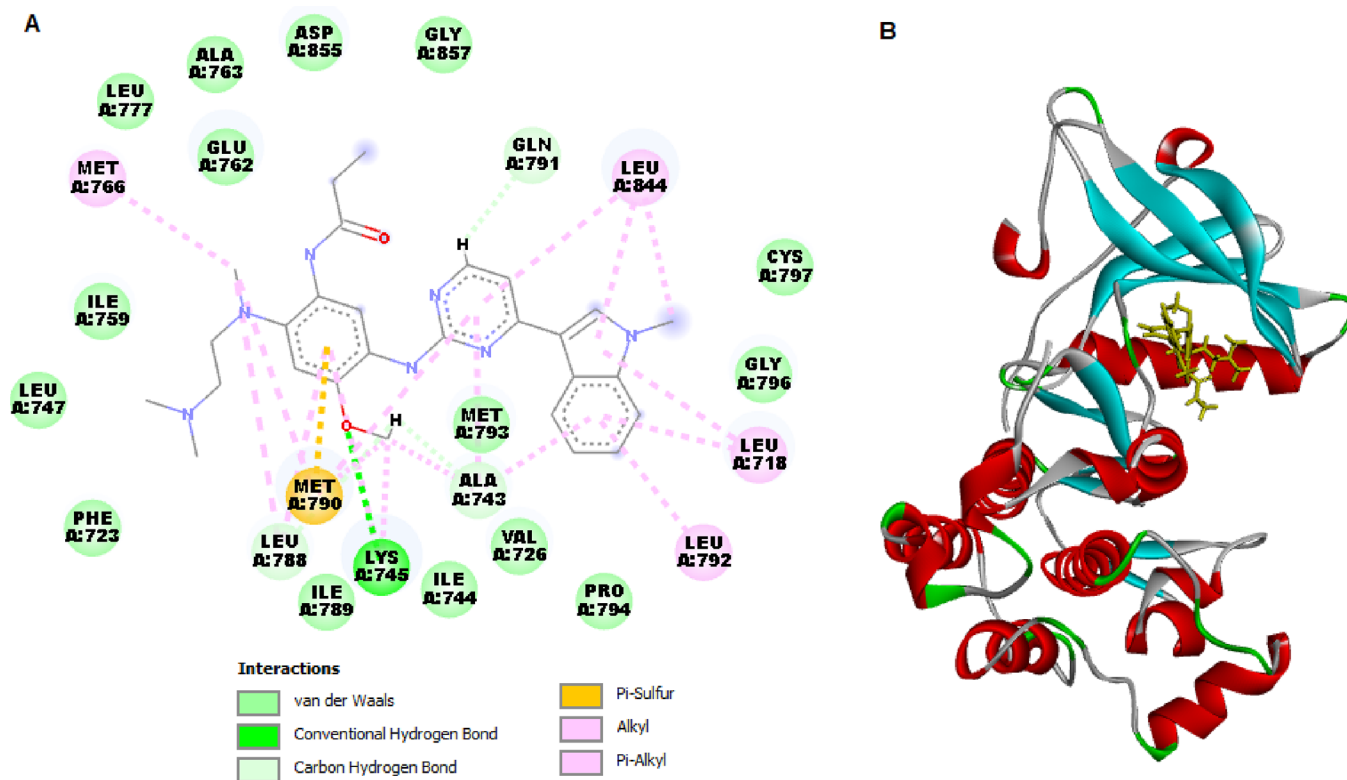 A
B
ASP
A:855
GLY
A:857
ALA
A:763
LEU
A:777
GLU
A:762
GLN
A:791
MET
A:766
LEU
A:844
H
O
N
N
CYS
A:797
ILE
A:759
N
N
N
N
GLY
A:796
LEU
A:747
N
MET
A:793
H
O
LEU
A:718
MET
A:790
ALA
A:743
PHE
A:723
LEU
A:788
LYS
A:745
VAL
A:726
LEU
A:792
ILE
A:789
ILE
A:744
PRO
A:794
Interactions
van der Waals
Conventional Hydrogen Bond
Carbon Hydrogen Bond
Pi-Sulfur
Alkyl
Pi-Alkyl